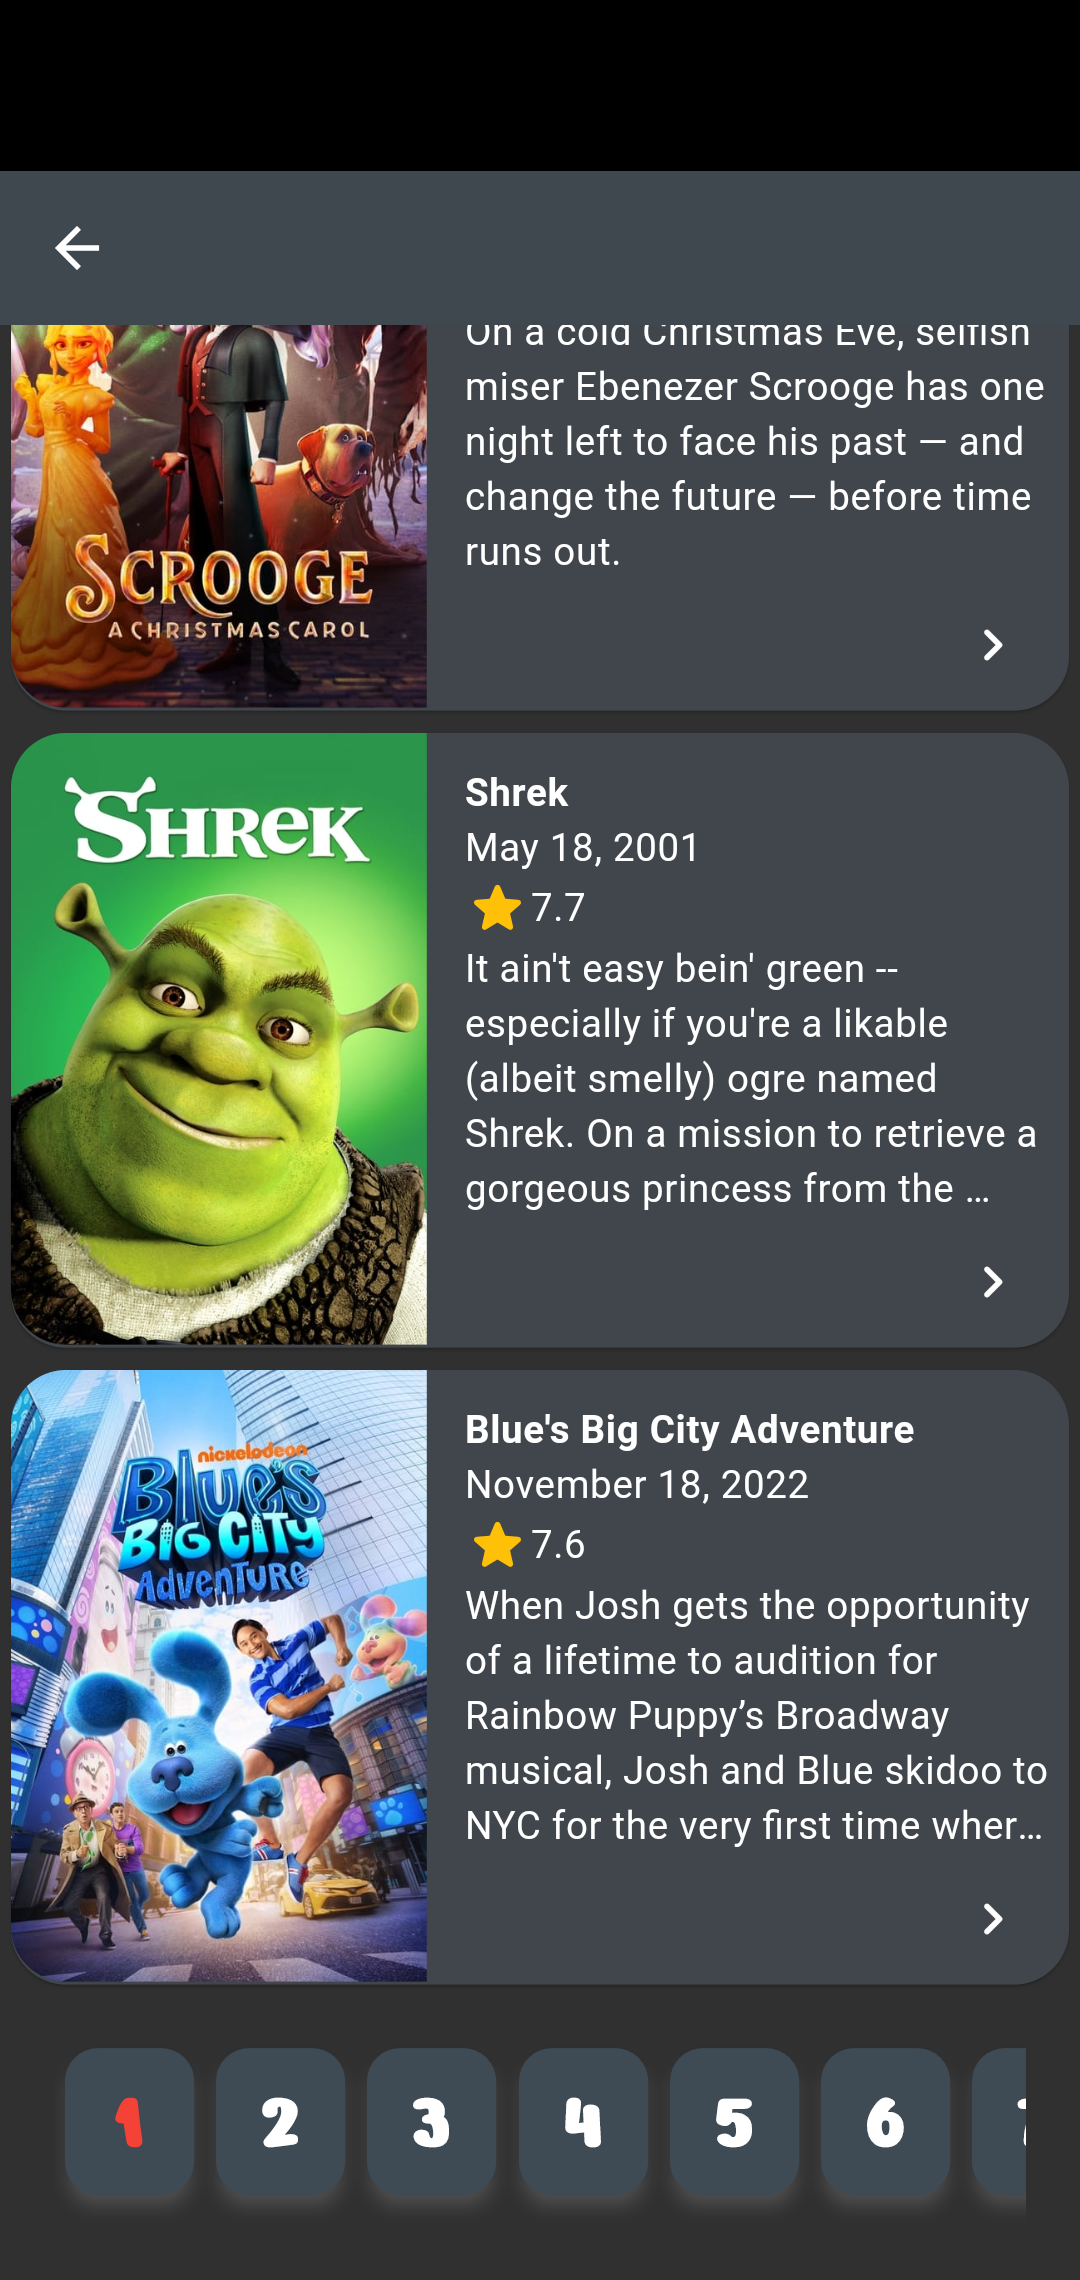 On a cold Christmas Eve, selfish
miser Ebenezer Scrooge has one
night left to face his past — and
change the future — before time
runs out.
SCROOGE
A CHRISTMAS CAROL
SHREK
Shrek
May 18, 2001
7.7
It ain't easy bein' green --
especially if you're a likable
(albeit smelly) ogre named
Shrek. On a mission to retrieve a
gorgeous princess from the ...
nickelodeon
BLUE'S
BIG CITY
ADVENTURE
Blue's Big City Adventure
November 18, 2022
7.6
When Josh gets the opportunity
of a lifetime to audition for
Rainbow Puppy’s Broadway
musical, Josh and Blue skidoo to
NYC for the very first time wher...
1 2 3 4 5 6